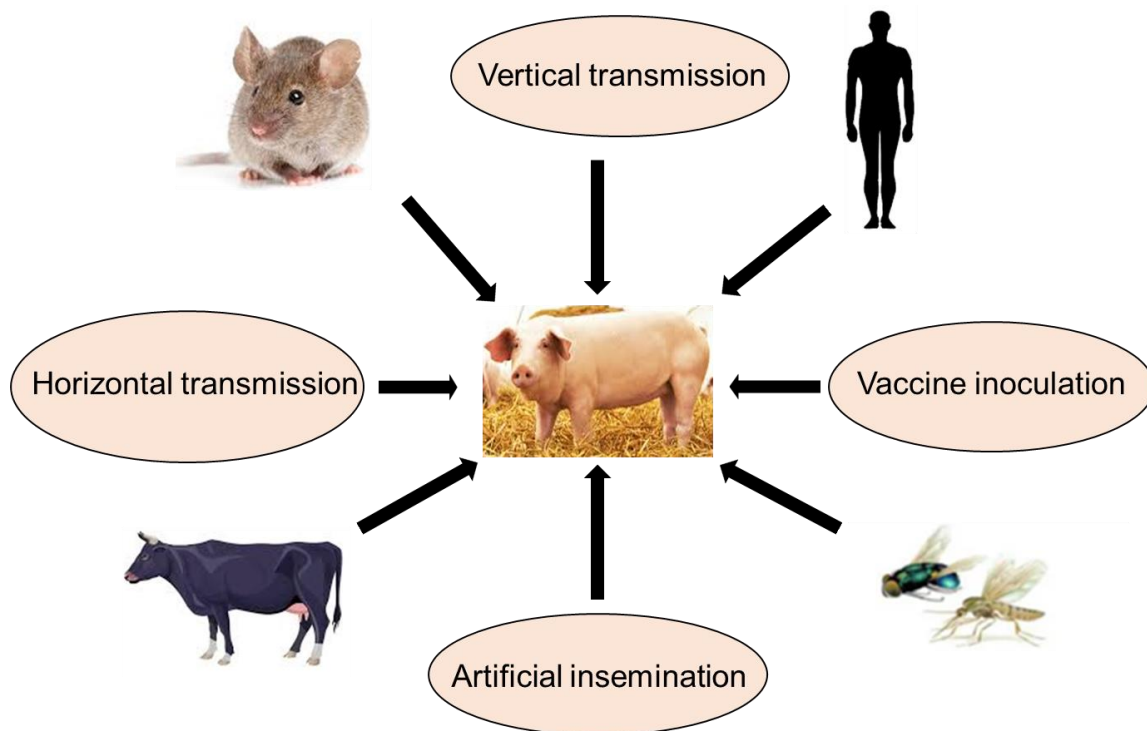 Vertical transmission
Horizontal transmission
Vaccine inoculation
Artificial insemination